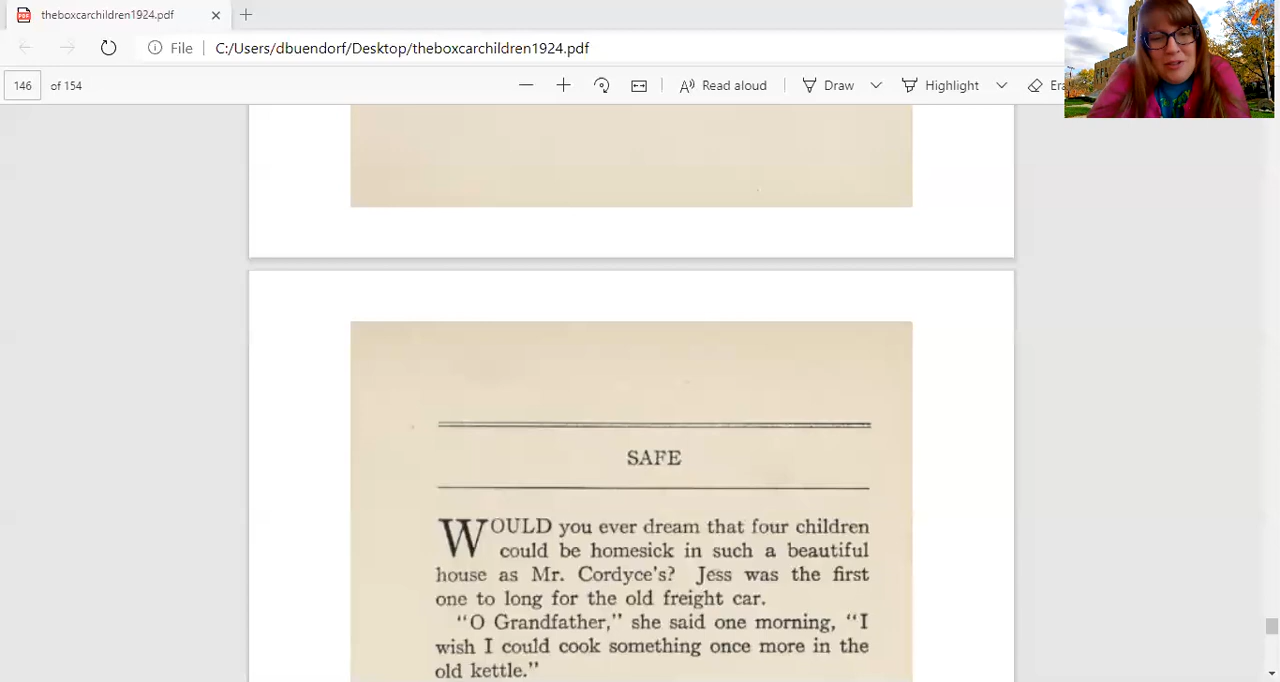 theboxcarchildren1924.pdf
File C:/Users/dbuendorf/Desktop/theboxcarchildren1924.pdf
146 of 154 Read aloud Draw Highlight
SAFE
WOULD you ever dream that four children
could be homesick in such a beautiful
house as Mr. Cordyce's? Jess was the first
one to long for the old freight car.
"O Grandfather," she said one morning, "I
wish I could cook something once more in the
old kettle."